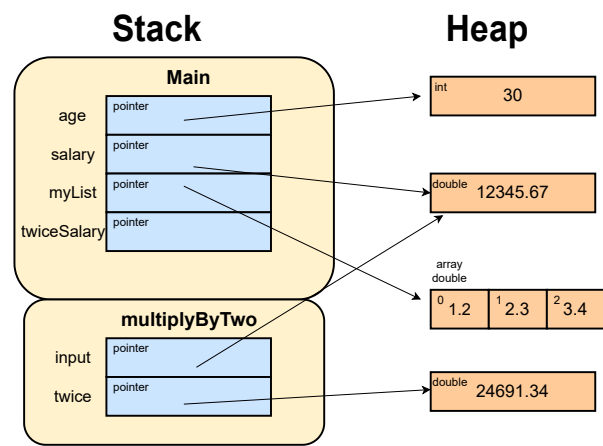 Stack
Heap
Main
age
pointer
int
30
salary
pointer
myList
pointer
double
12345.67
twiceSalary
pointer
array
double
0
1.2
1
2.3
2
3.4
multiplyByTwo
input
pointer
twice
pointer
double
24691.34